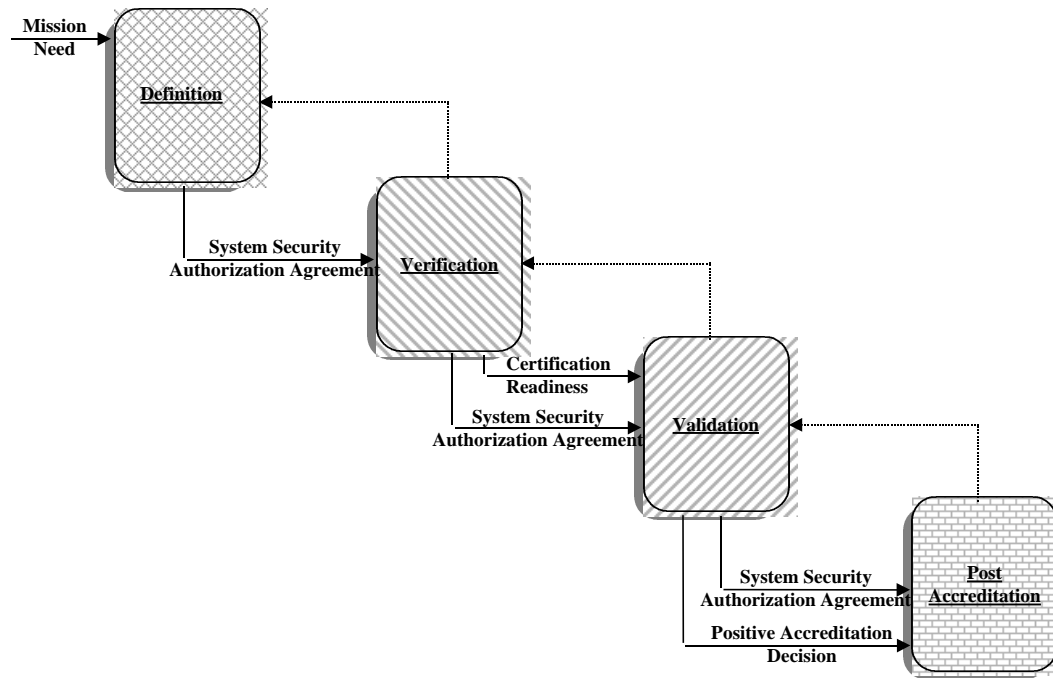 Mission
Need
Definition
System Security
Authorization Agreement
Verification
Certification
Readiness
System Security
Authorization Agreement
Validation
System Security
Authorization Agreement
Post
Accreditation
Positive Accreditation
Decision